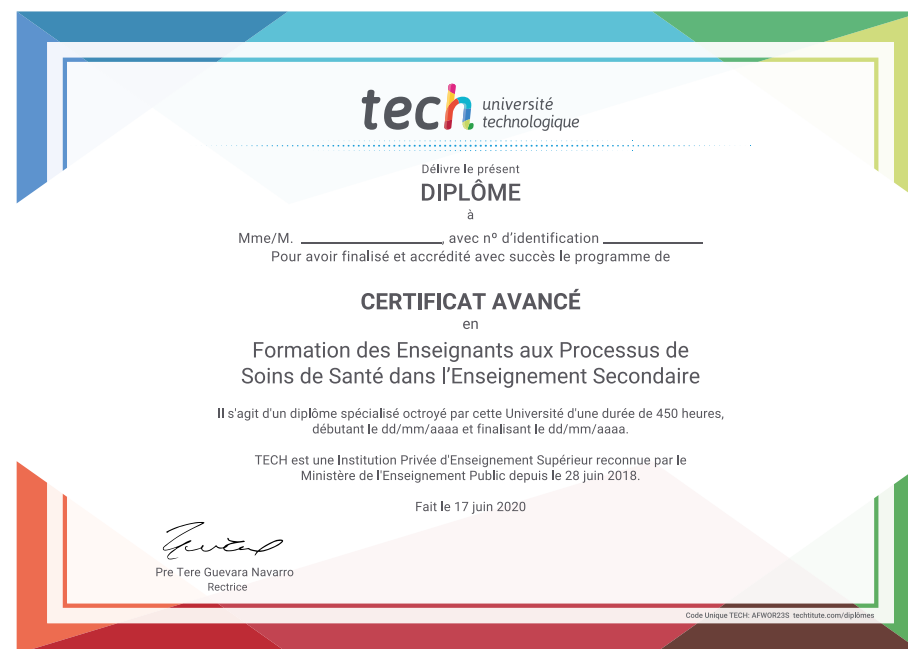 tech université
technologique
Délivre le présent
DIPLÔME
à
Mme/M. ____________________, avec nº d'identification ______________
Pour avoir finalisé et accrédité avec succès le programme de
CERTIFICAT AVANCÉ
en
Formation des Enseignants aux Processus de
Soins de Santé dans l'Enseignement Secondaire
Il s'agit d'un diplôme spécialisé octroyé par cette Université d'une durée de 450 heures,
débutant le dd/mm/aaaa et finalisant le dd/mm/aaaa.
TECH est une Institution Privée d'Enseignement Supérieur reconnue par le
Ministère de l'Enseignement Public depuis le 28 juin 2018.
Fait le 17 juin 2020
Pre Tere Guevara Navarro
Rectrice
Code Unique TECH: AFWOR23S techtitute.com/diplômes